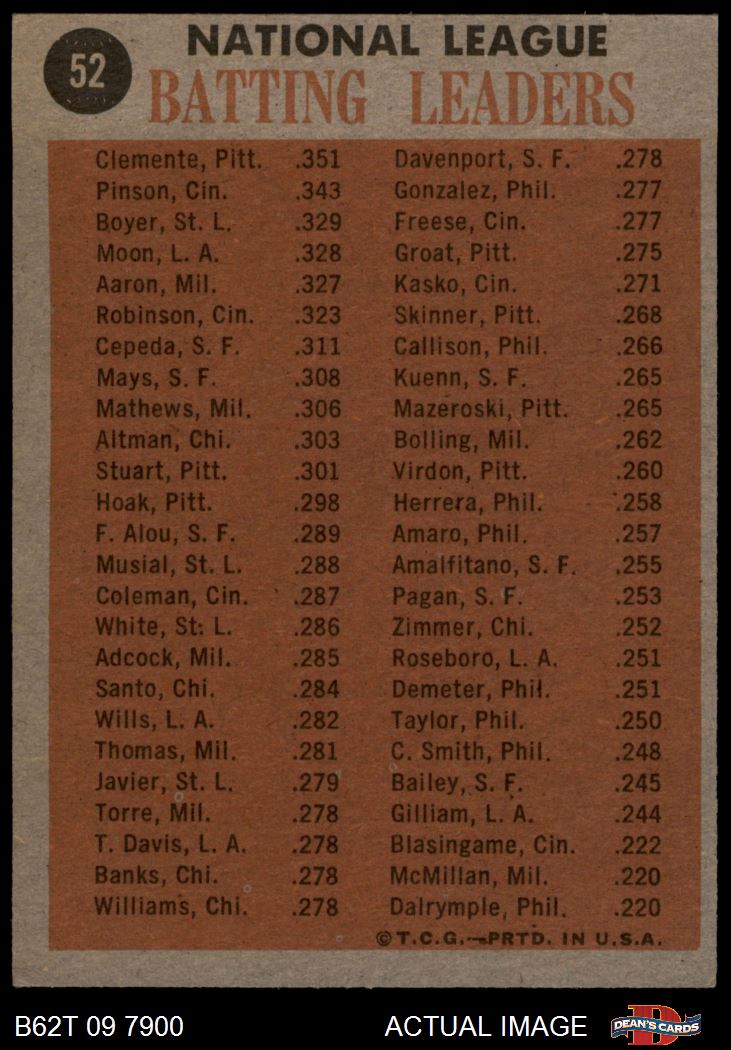 52
NATIONAL LEAGUE
BATTING LEADERS
Clemente, Pitt. .351
Pinson, Cin. .343
Boyer, St. L. .329
Moon, L. A. .328
Aaron, Mil. .327
Robinson, Cin. .323
Cepeda, S. F. .311
Mays, S. F. .308
Mathews, Mil. .306
Altman, Chi. .303
Stuart, Pitt. .301
Hoak, Pitt. .298
F. Alou, S. F. .289
Musial, St. L. .288
Coleman, Cin. .287
White, St. L. .286
Adcock, Mil. .285
Santo, Chi. .284
Wills, L. A. .282
Thomas, Mil. .281
Javier, St. L. .279
Torre, Mil. .278
T. Davis, L. A. .278
Banks, Chi. .278
Williams, Chi. .278
Davenport, S. F. .278
Gonzalez, Phil. .277
Freese, Cin. .277
Groat, Pitt. .275
Kasko, Cin. .271
Skinner, Pitt. .268
Callison, Phil. .266
Kuenn, S. F. .265
Mazeroski, Pitt. .265
Bolling, Mil. .262
Virdon, Pitt. .260
Herrera, Phil. .258
Amaro, Phil. .257
Amalfitano, S. F. .255
Pagan, S. F. .253
Zimmer, Chi. .252
Roseboro, L. A. .251
Demeter, Phil. .251
Taylor, Phil. .250
C. Smith, Phil. .248
Bailey, S. F. .245
Gilliam, L. A. .244
Blasingame, Cin. .222
McMillan, Mil. .220
Dalrymple, Phil. .220
© T.C.G.—PRTD. IN U.S.A.
B62T 09 7900
ACTUAL IMAGE
D
DEAN'S CARDS